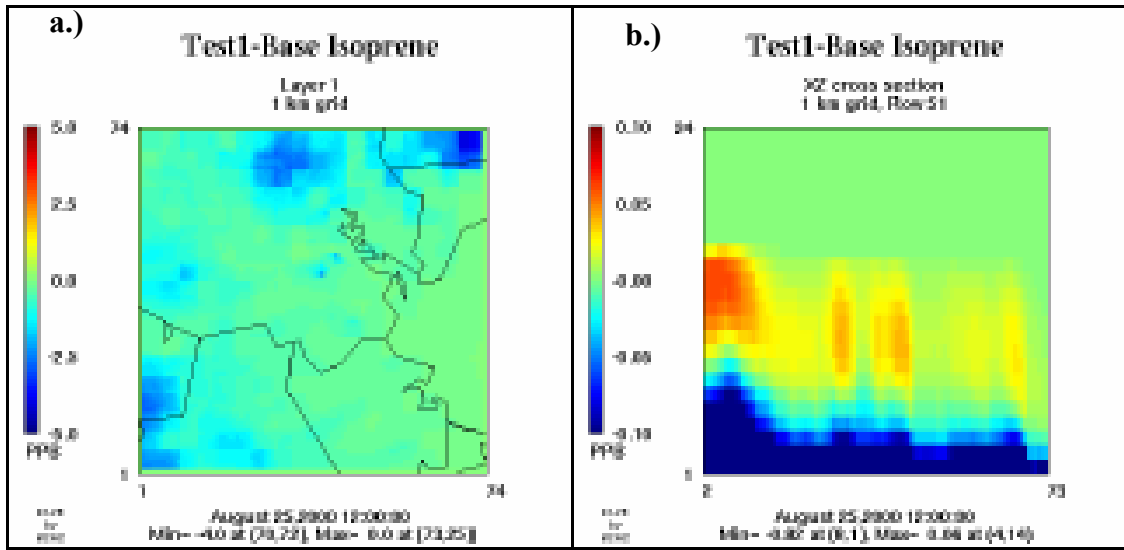 a.)
Test1-Base Isoprene
Layer 1
1 km grid
5.0
2.5
0.0
-2.5
-5.0
PPB
74
1
1
74
August 25,2000 12:00:00
b.)
Test1-Base Isoprene
XZ cross section
1 km grid, Row 51
0.10
0.05
-0.00
-0.05
-0.10
PPB
24
1
2
73
August 25,2000 12:00:00